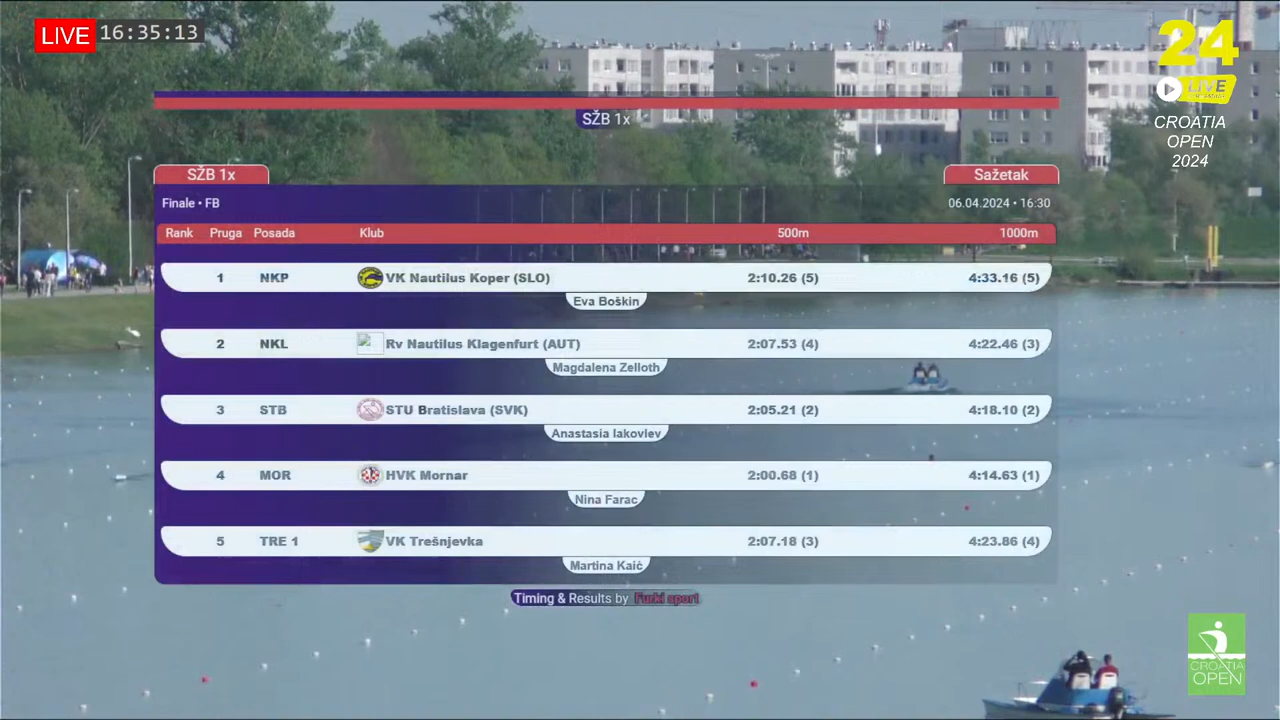 LIVE 16:35:13
24
LIVE
CROATIA
OPEN
2024
SŽB 1x
SŽB 1x Sažetak
Finale • FB 06.04.2024 • 16:30
Rank Pruga Posada Klub 500m 1000m
1 NKP VK Nautilus Koper (SLO) 2:10.26 (5) 4:33.16 (5)
Eva Boškin
2 NKL Rv Nautilus Klagenfurt (AUT) 2:07.53 (4) 4:22.46 (3)
Magdalena Zelloth
3 STB STU Bratislava (SVK) 2:05.21 (2) 4:18.10 (2)
Anastasia Iakovlev
4 MOR HVK Mornar 2:00.68 (1) 4:14.63 (1)
Nina Farac
5 TRE 1 VK Trešnjevka 2:07.18 (3) 4:23.86 (4)
Martina Kaić
Timing & Results by Furki sport
CROATIA
OPEN